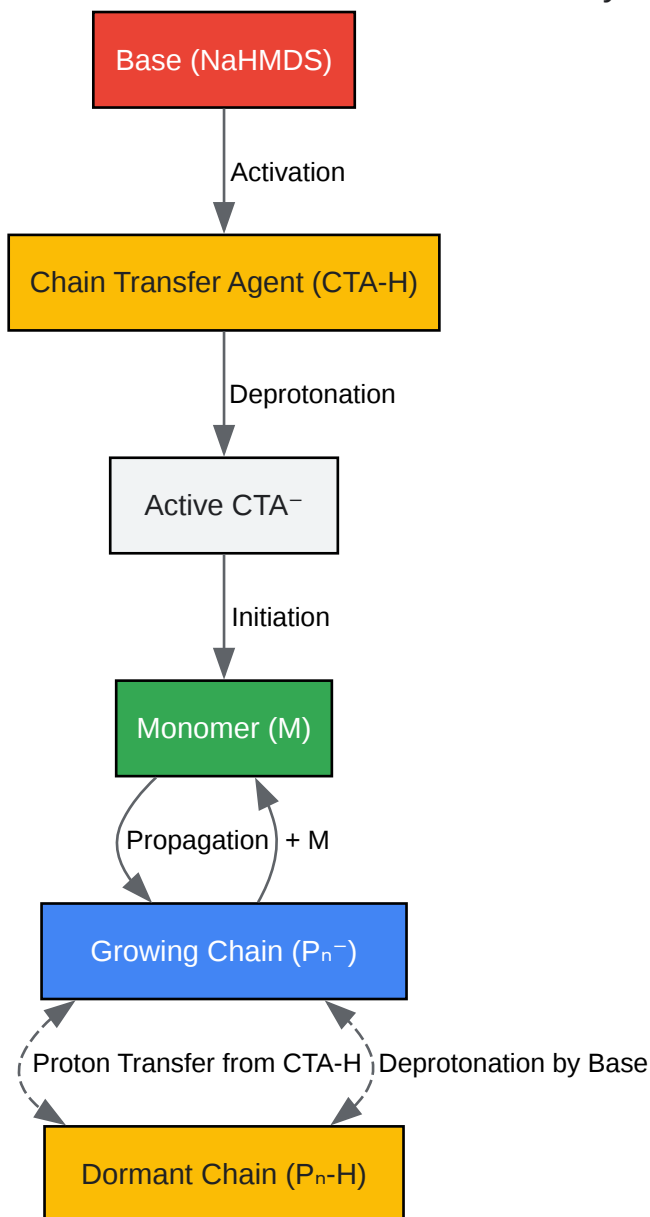 Base (NaHMDS)
Activation
Chain Transfer Agent (CTA-H)
Deprotonation
Active CTA⁻
Initiation
Monomer (M)
Propagation
+ M
Growing Chain (Pₙ⁻)
Proton Transfer from CTA-H
Deprotonation by Base
Dormant Chain (Pₙ-H)